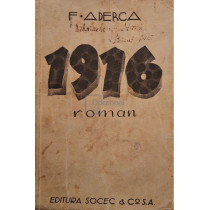 F. ADERCA
1916
roman
EDITURA SOCEC & Co. S.A.